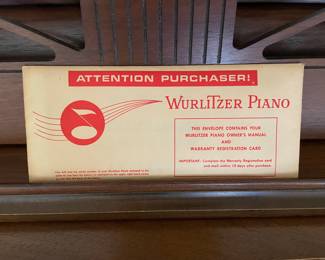 ATTENTION PURCHASER!
WURLITZER PIANO
THIS ENVELOPE CONTAINS YOUR
WURLITZER PIANO OWNER'S MANUAL
AND
WARRANTY REGISTRATION CARD
IMPORTANT: Complete the Warranty Registration card
and mail within 10 days after purchase.